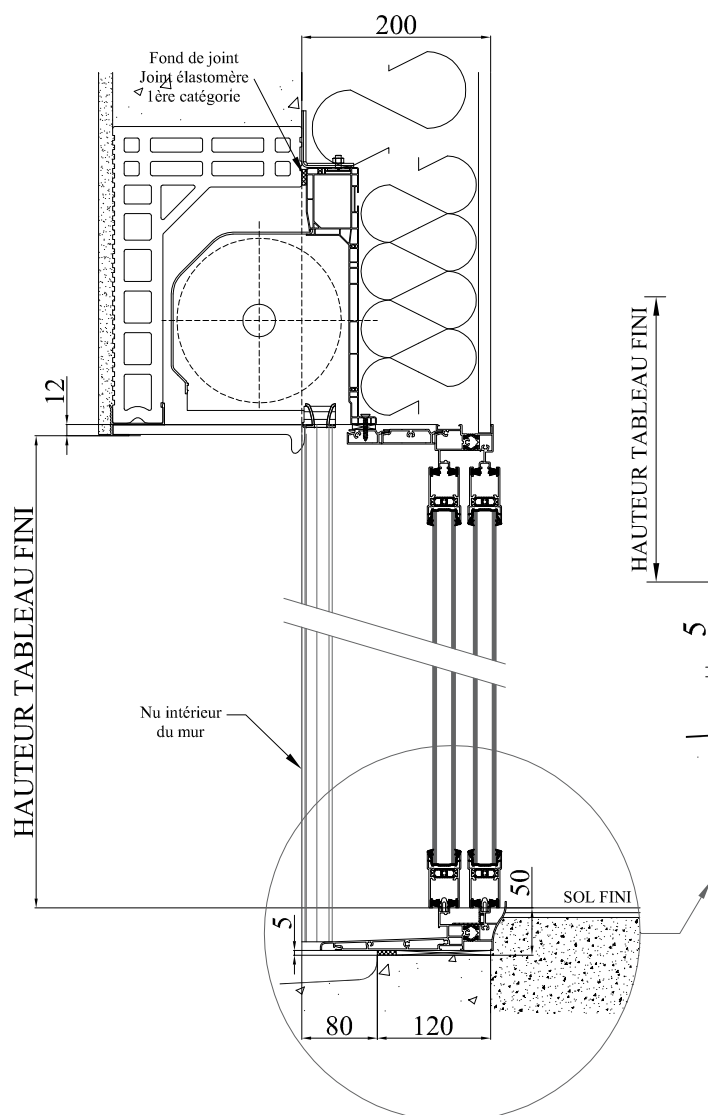 200
Fond de joint
Joint élastomère
1ère catégorie
12
HAUTEUR TABLEAU FINI
HAUTEUR TABLEAU FINI
5
Nu intérieur
du mur
50
SOL FINI
5
80
120